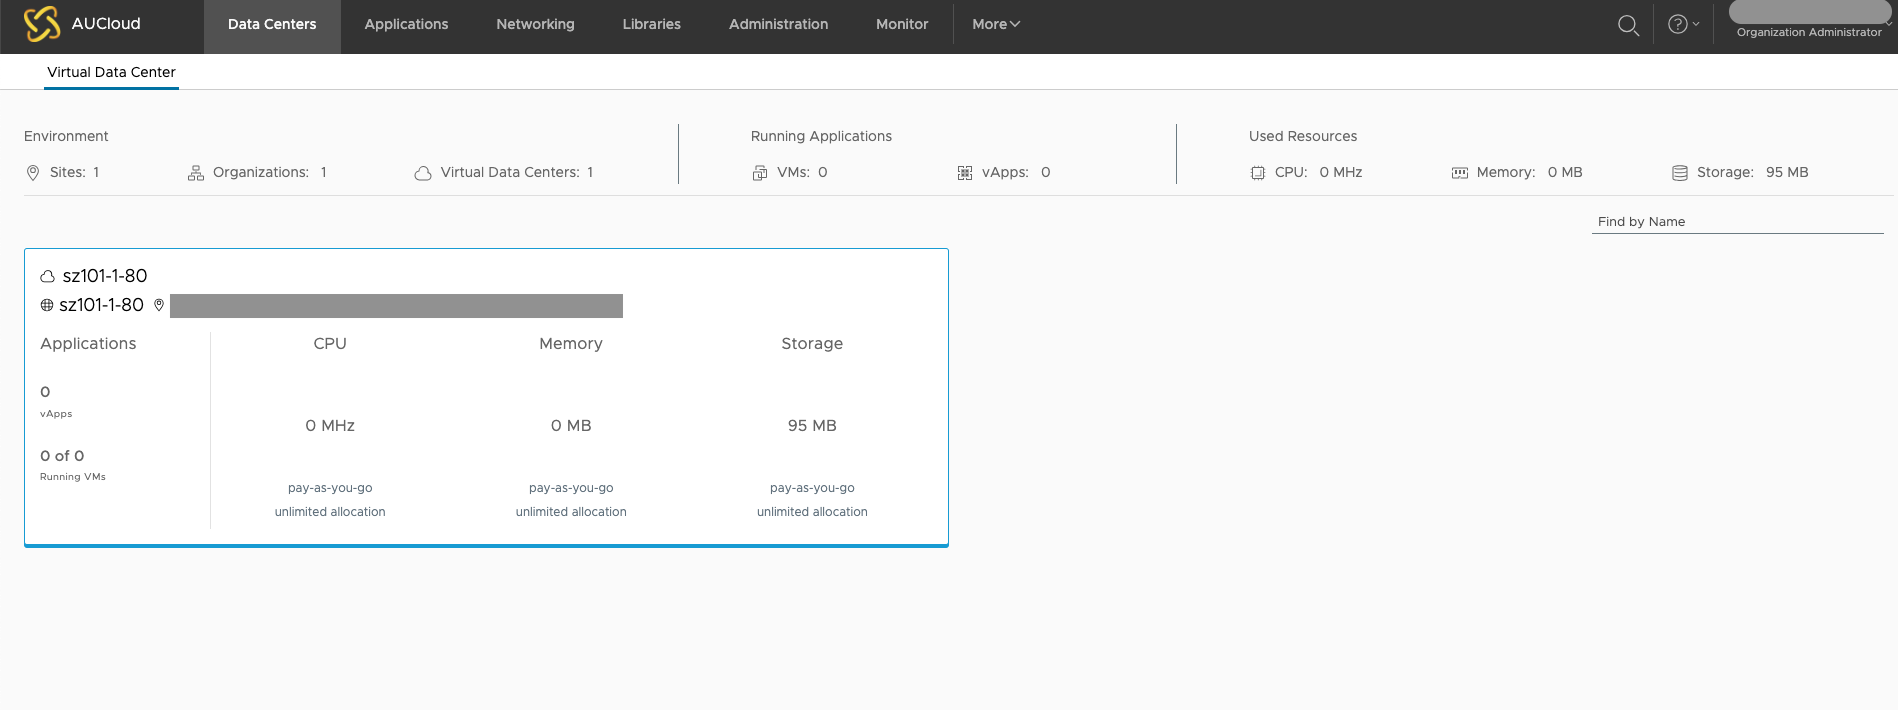 AUCloud
Data Centers Applications Networking Libraries Administration Monitor More
Organization Administrator
Virtual Data Center
Environment Running Applications Used Resources
Sites: 1 Organizations: 1 Virtual Data Centers: 1 VMs: 0 vApps: 0 CPU: 0 MHz Memory: 0 MB Storage: 95 MB
Find by Name
sz101-1-80
sz101-1-80
Applications CPU Memory Storage
0
vApps
0 MHz 0 MB 95 MB
0 of 0
Running VMs
pay-as-you-go pay-as-you-go pay-as-you-go
unlimited allocation unlimited allocation unlimited allocation